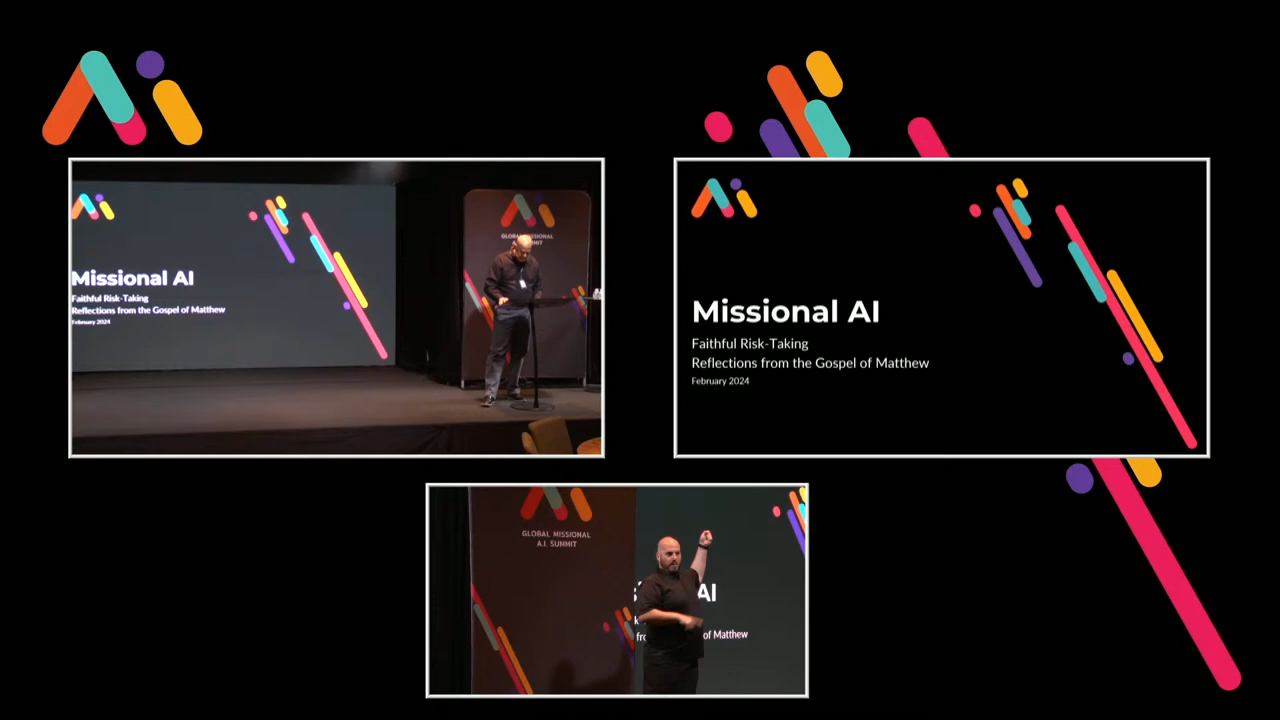 Missional AI
Faithful Risk-Taking
Reflections from the Gospel of Matthew
February 2024
GLOBAL MISSIONAL
Missional AI
Faithful Risk-Taking
Reflections from the Gospel of Matthew
February 2024
GLOBAL MISSIONAL
A.I. SUMMIT
AI
of Matthew